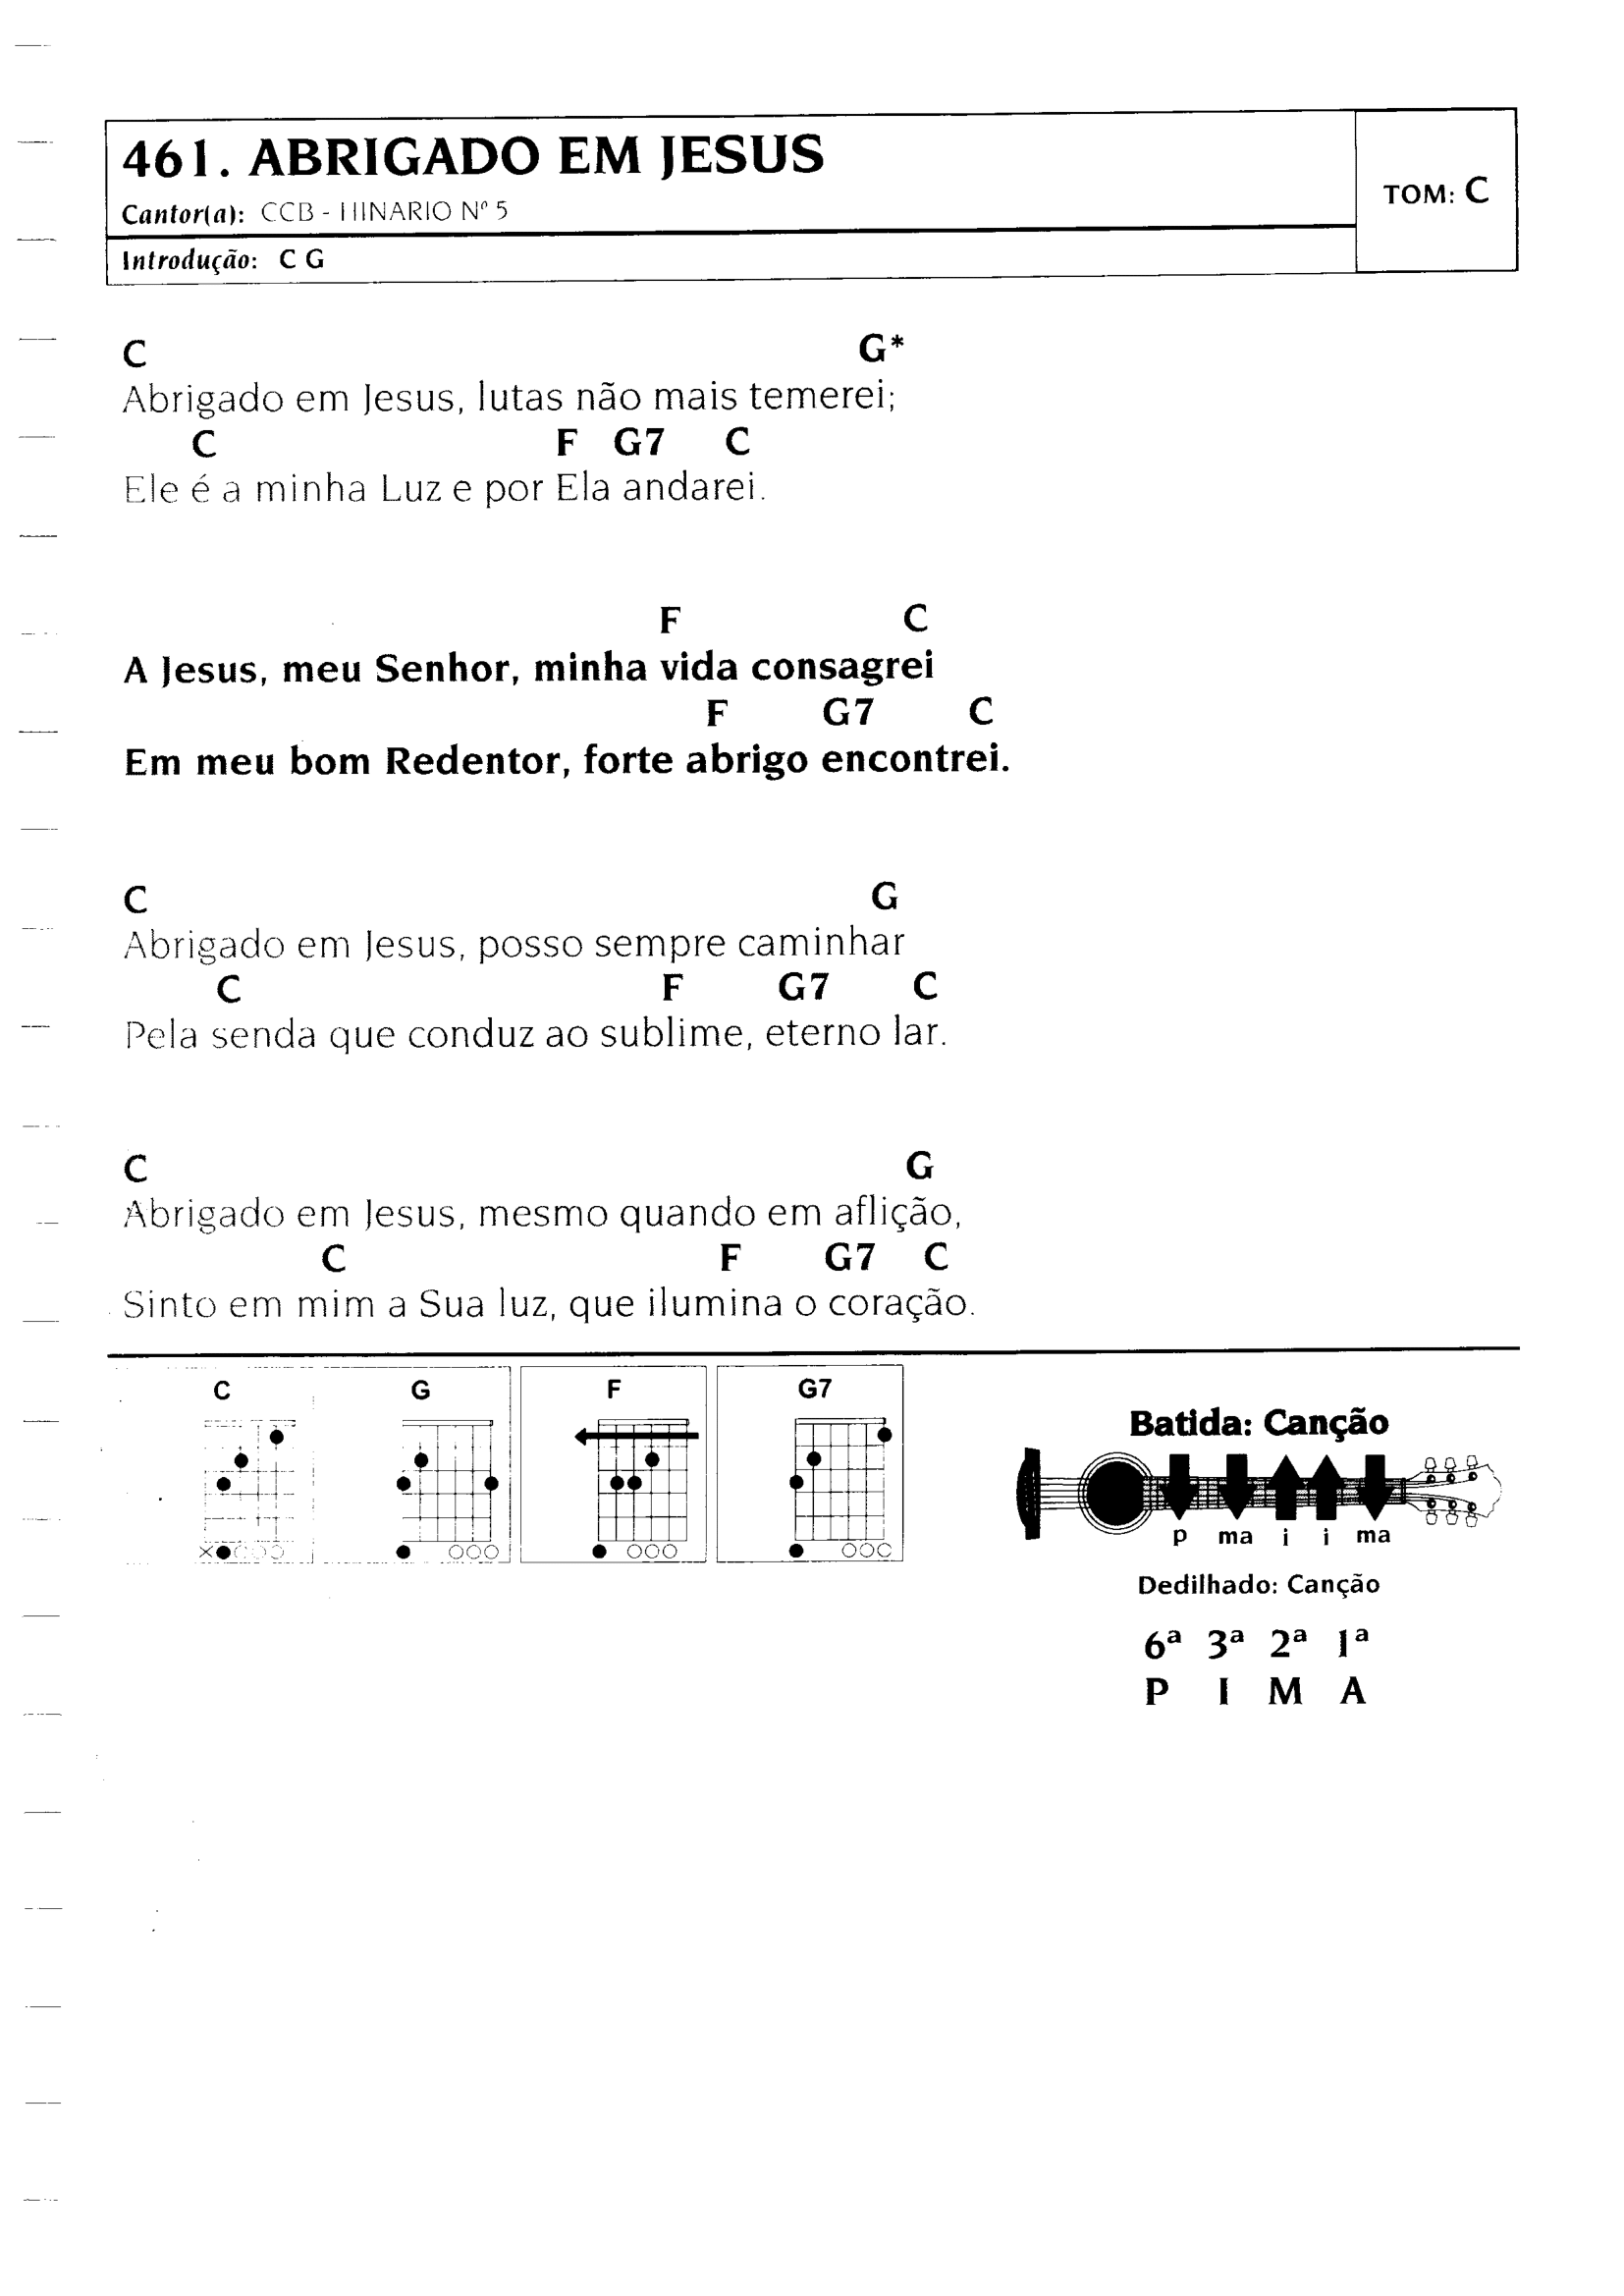 461. ABRIGADO EM JESUS
Cantor(a): CCB - HINARIO Nº 5
TOM: C
Introdução: C G
C G*
Abrigado em Jesus, lutas não mais temerei;
C F G7 C
Ele é a minha Luz e por Ela andarei.
F C
A Jesus, meu Senhor, minha vida consagrei
F G7 C
Em meu bom Redentor, forte abrigo encontrei.
C G
Abrigado em Jesus, posso sempre caminhar
C F G7 C
Pela senda que conduz ao sublime, eterno lar.
C G
Abrigado em Jesus, mesmo quando em aflição,
C F G7 C
Sinto em mim a Sua luz, que ilumina o coração.
C G F G7
Batida: Canção
p ma i i ma
Dedilhado: Canção
6ª 3ª 2ª 1ª
P I M A